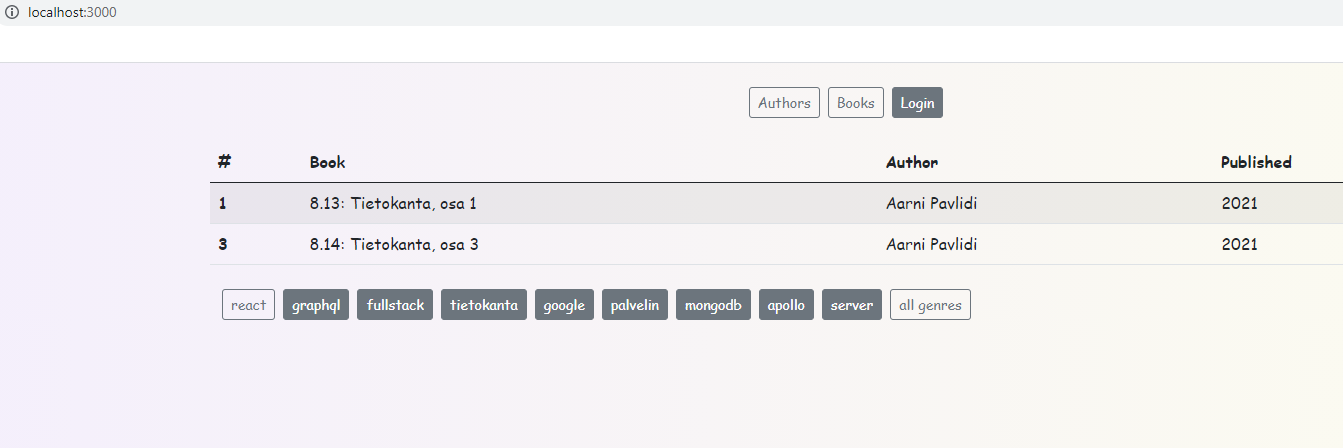 localhost:3000
Authors Books Login
# Book Author Published
1 8.13: Tietokanta, osa 1 Aarni Pavlidi 2021
3 8.14: Tietokanta, osa 3 Aarni Pavlidi 2021
react graphql fullstack tietokanta google palvelin mongodb apollo server all genres